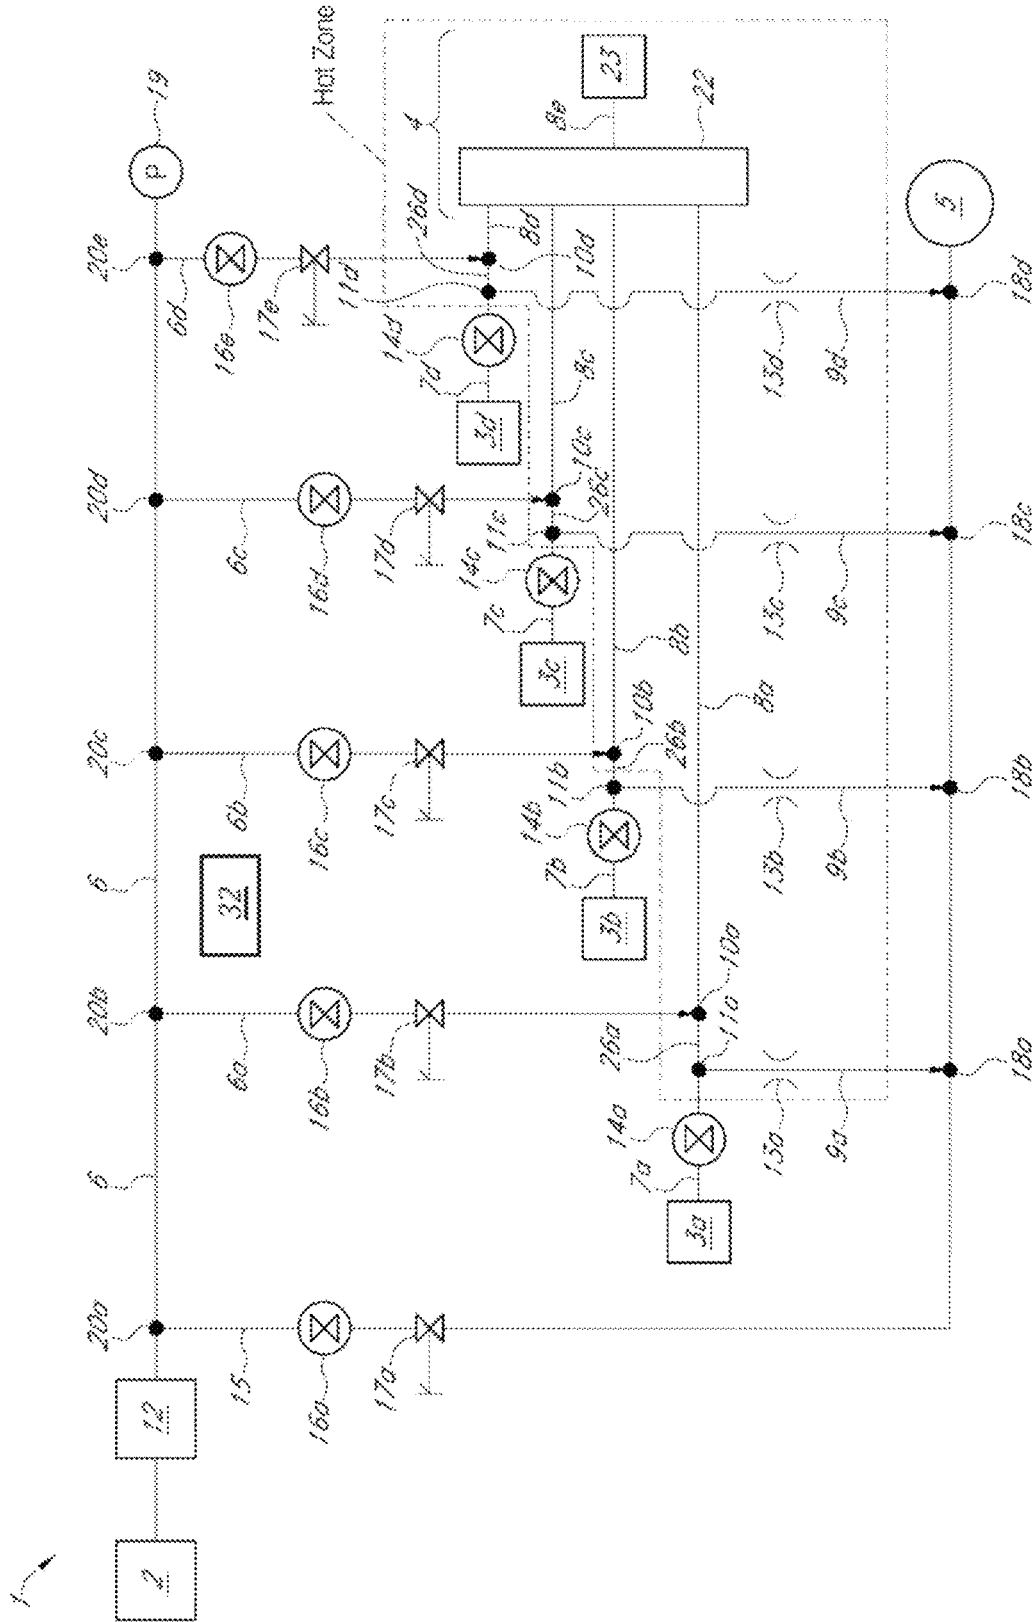 1
20a 20b 20c 20d 20e
6 6
2 12 P 19
6d
15 6a 32 6b 6c 16e
17e
16a 16b 16c 16d Hot Zone
11d
17a 17b 17c 17d 14d 4
7d 26d
14c 11c
7c 3d 8d
14b 11b
7b 3c 10c 8c 8e
14a 26a 3b 26c 10d
7a 10b 23
26b 8b
3a 11a 10a 8a 22
13a 13b 13c 13d
9a 9b 9c 9d
5
18a 18b 18c 18d